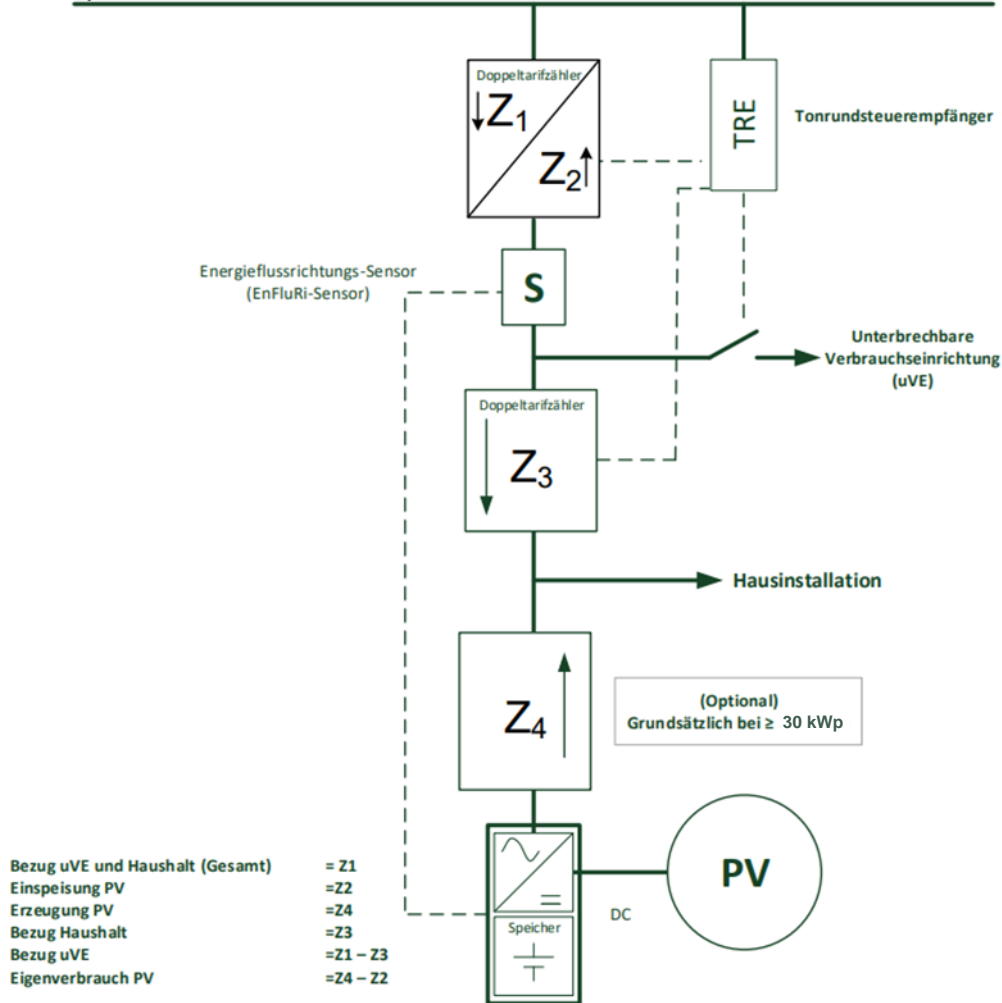 Doppeltarifzähler
Z1
Z2
TRE
Tonrundsteuerempfänger
Energieflussrichtungs-Sensor
(EnFluRi-Sensor)
S
Unterbrechbare
Verbrauchseinrichtung
(uVE)
Doppeltarifzähler
Z3
Hausinstallation
Z4
(Optional)
Grundsätzlich bei ≥ 30 kWp
PV
DC
Speicher
Bezug uVE und Haushalt (Gesamt) = Z1
Einspeisung PV =Z2
Erzeugung PV =Z4
Bezug Haushalt =Z3
Bezug uVE =Z1 – Z3
Eigenverbrauch PV =Z4 – Z2